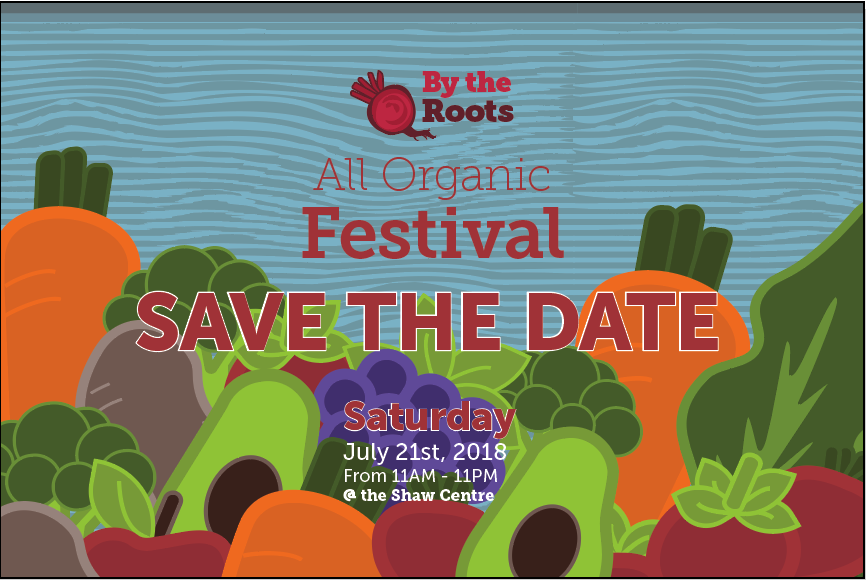 By the
Roots
All Organic
Festival
SAVE THE DATE
Saturday
July 21st, 2018
From 11AM - 11PM
@ the Shaw Centre